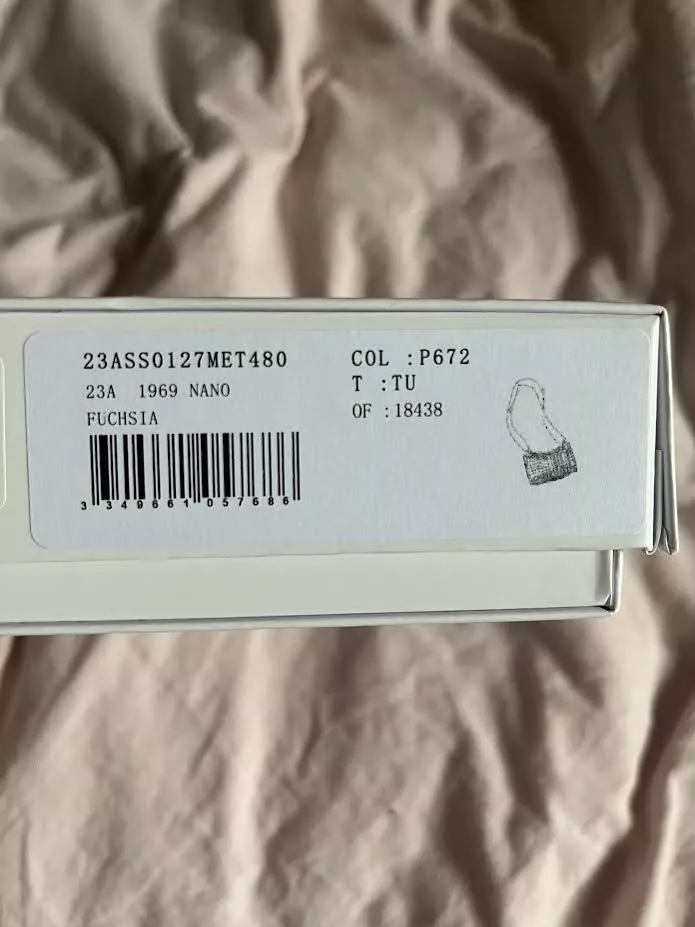 23ASS0127MET480
23A 1969 NANO
FUCHSIA
3 349661 057686
COL :P672
T :TU
OF :18438